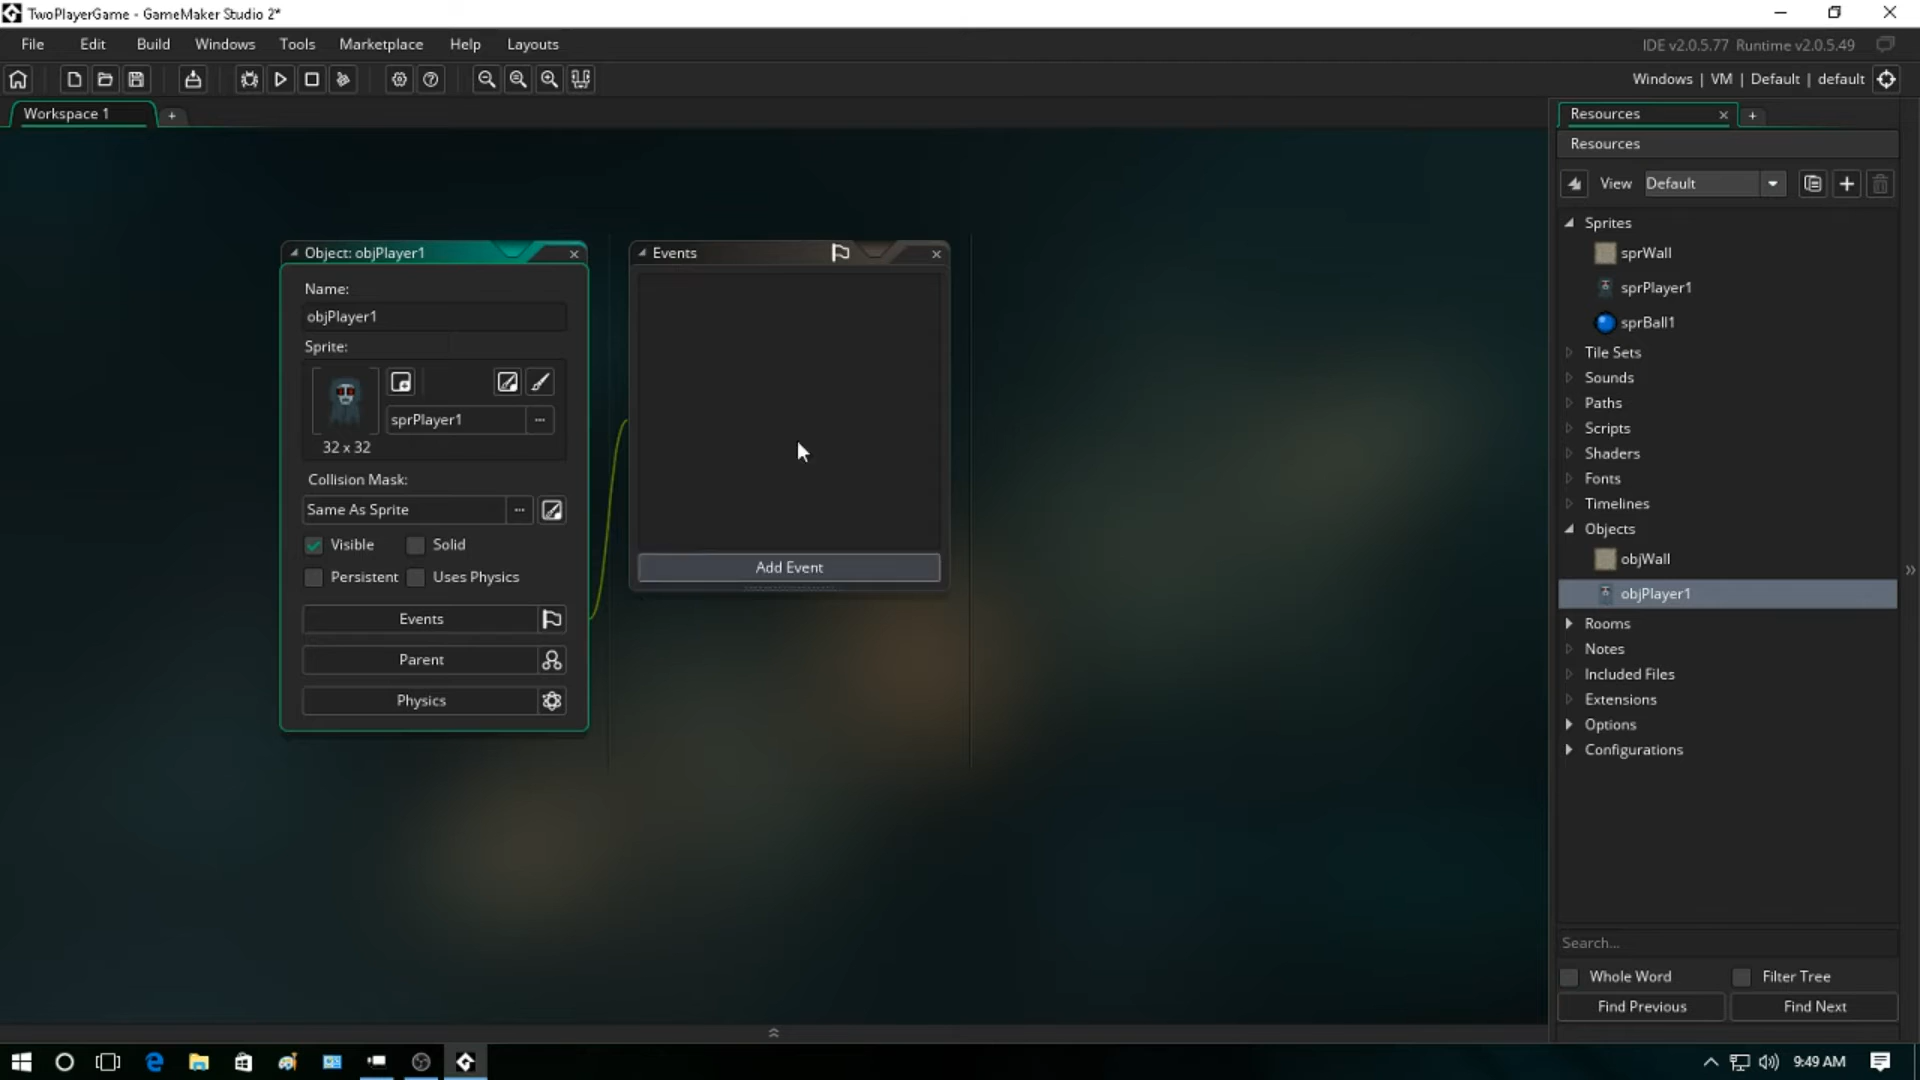 TwoPlayerGame - GameMaker Studio 2*
File Edit Build Windows Tools Marketplace Help Layouts
IDE v2.0.5.77 Runtime v2.0.5.49
Windows | VM | Default | default
Workspace 1
+
Resources
+
Resources
View Default
Object: objPlayer1
Name:
objPlayer1
Sprite:
sprPlayer1
...
32 x 32
Collision Mask:
Same As Sprite
...
Visible
Solid
Persistent
Uses Physics
Events
Parent
Physics
Events
Add Event
Sprites
sprWall
sprPlayer1
sprBall1
Tile Sets
Sounds
Paths
Scripts
Shaders
Fonts
Timelines
Objects
objWall
objPlayer1
Rooms
Notes
Included Files
Extensions
Options
Configurations
Search...
Whole Word
Filter Tree
Find Previous
Find Next
9:49 AM